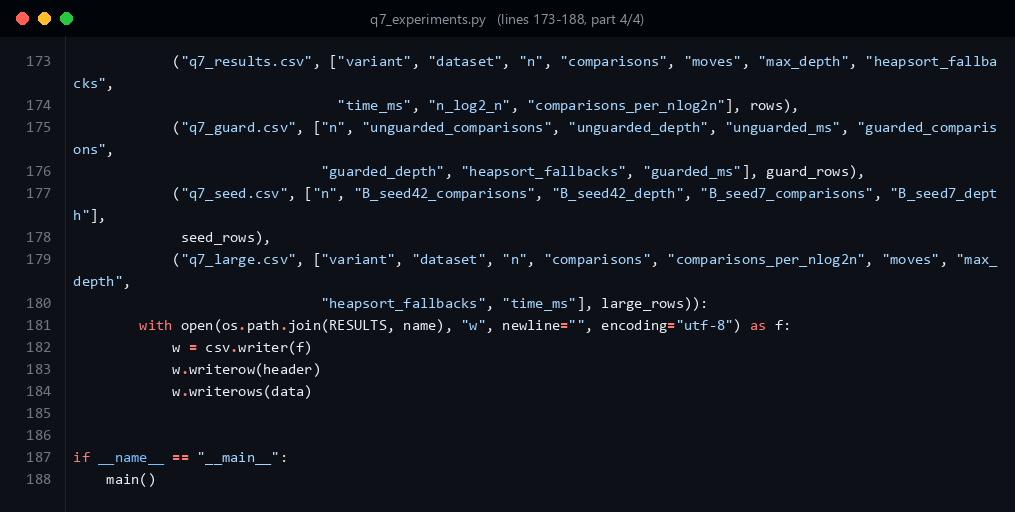 q7_experiments.py (lines 173-188, part 4/4)
173             ("q7_results.csv", ["variant", "dataset", "n", "comparisons", "moves", "max_depth", "heapsort_fallba
cks",
174                                 "time_ms", "n_log2_n", "comparisons_per_nlog2n"], rows),
175             ("q7_guard.csv", ["n", "unguarded_comparisons", "unguarded_depth", "unguarded_ms", "guarded_comparis
ons",
176                               "guarded_depth", "heapsort_fallbacks", "guarded_ms"], guard_rows),
177             ("q7_seed.csv", ["n", "B_seed42_comparisons", "B_seed42_depth", "B_seed7_comparisons", "B_seed7_dept
h"],
178              seed_rows),
179             ("q7_large.csv", ["variant", "dataset", "n", "comparisons", "comparisons_per_nlog2n", "moves", "max_
depth",
180                               "heapsort_fallbacks", "time_ms"], large_rows)):
181         with open(os.path.join(RESULTS, name), "w", newline="", encoding="utf-8") as f:
182             w = csv.writer(f)
183             w.writerow(header)
184             w.writerows(data)
185
186
187 if __name__ == "__main__":
188     main()